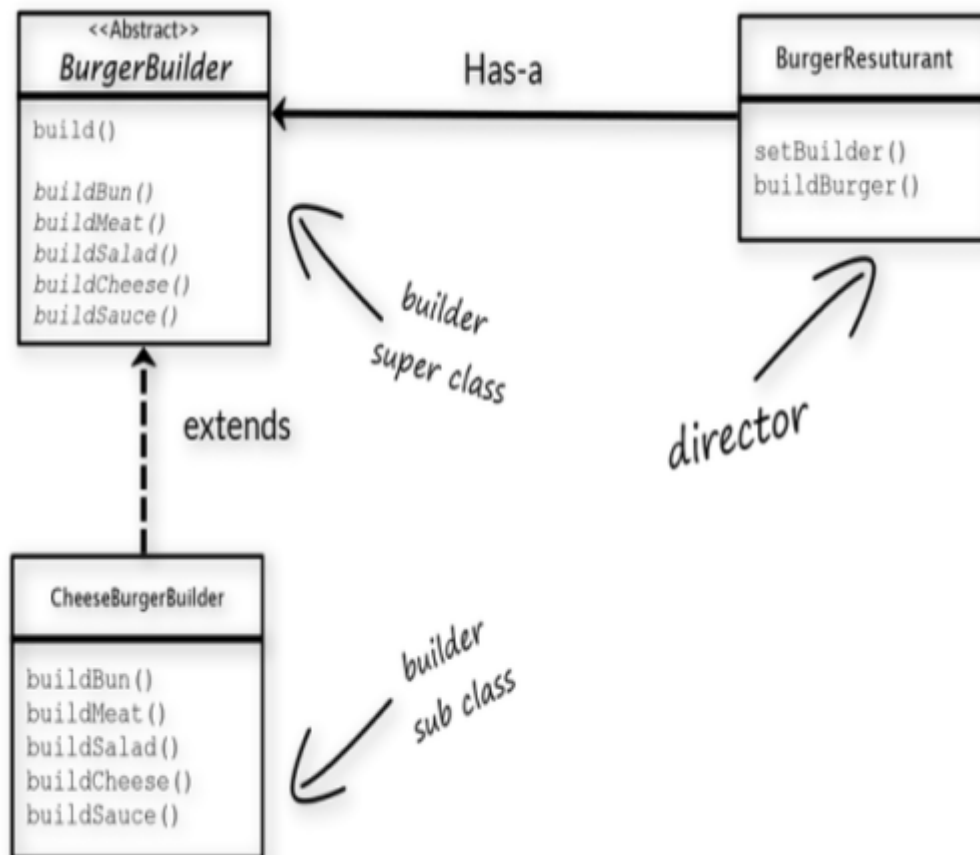 <<Abstract>>
BurgerBuilder
build()
buildBun()
buildMeat()
buildSalad()
buildCheese()
buildSauce()
Has-a
BurgerResuturant
setBuilder()
buildBurger()
builder
super class
director
extends
CheeseBurgerBuilder
buildBun()
buildMeat()
buildSalad()
buildCheese()
buildSauce()
builder
sub class